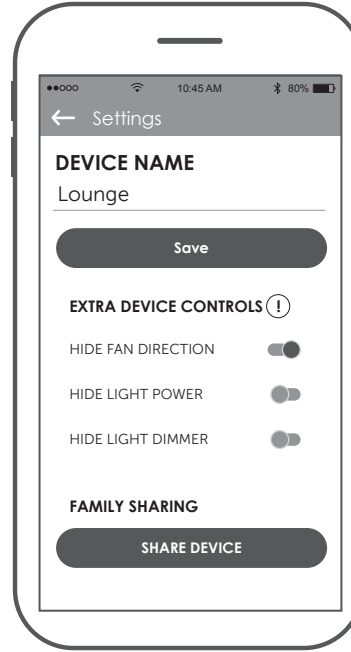 10:45 AM 80%
Settings
DEVICE NAME
Lounge
Save
EXTRA DEVICE CONTROLS !
HIDE FAN DIRECTION
HIDE LIGHT POWER
HIDE LIGHT DIMMER
FAMILY SHARING
SHARE DEVICE